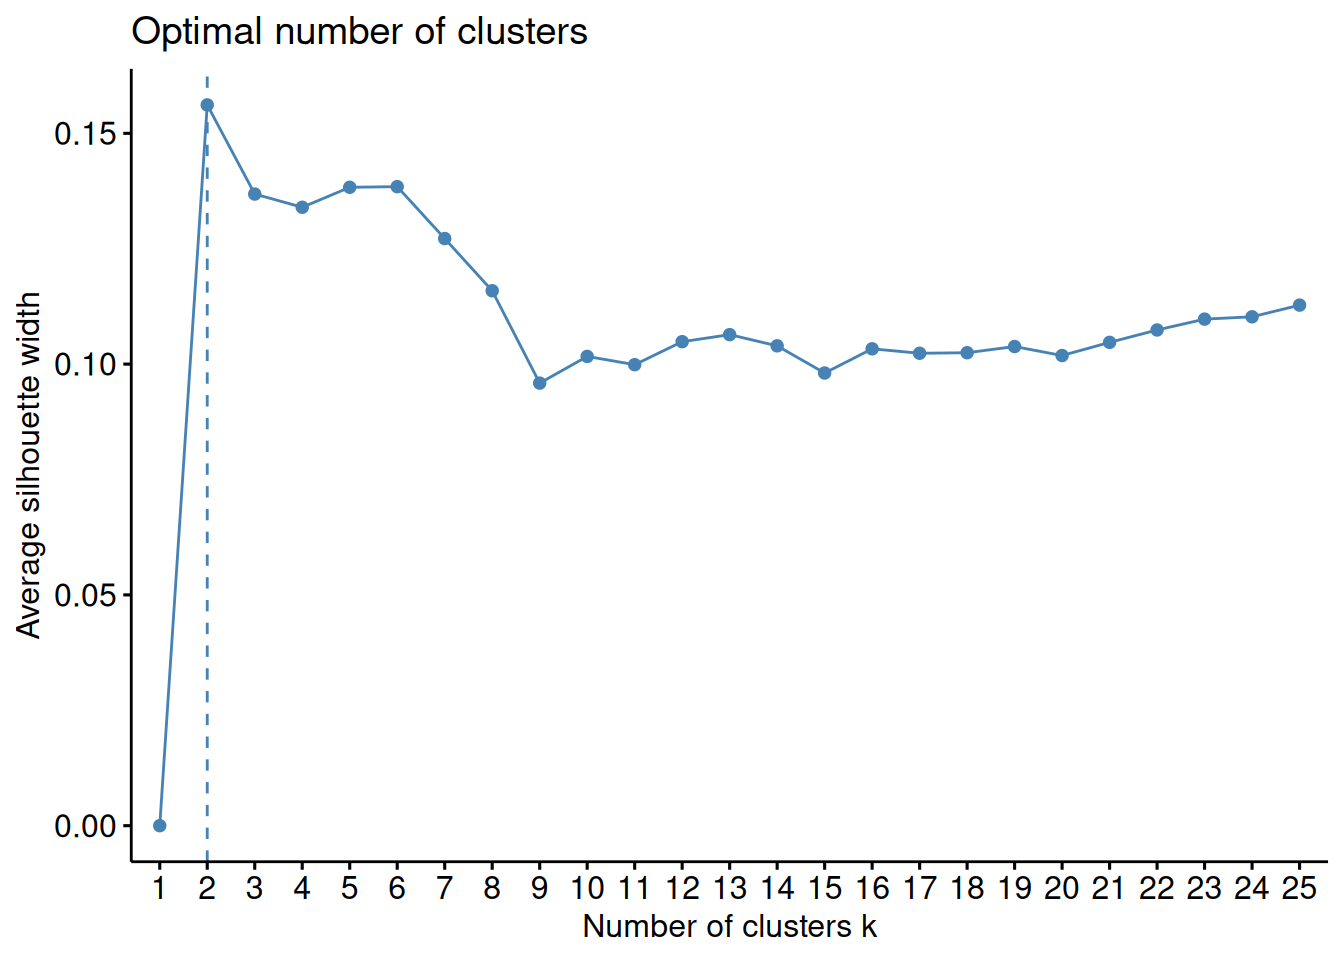 Optimal number of clusters
Average silhouette width
0.15
0.10
0.05
0.00
1 2 3 4 5 6 7 8 9 10 11 12 13 14 15 16 17 18 19 20 21 22 23 24 25
Number of clusters k